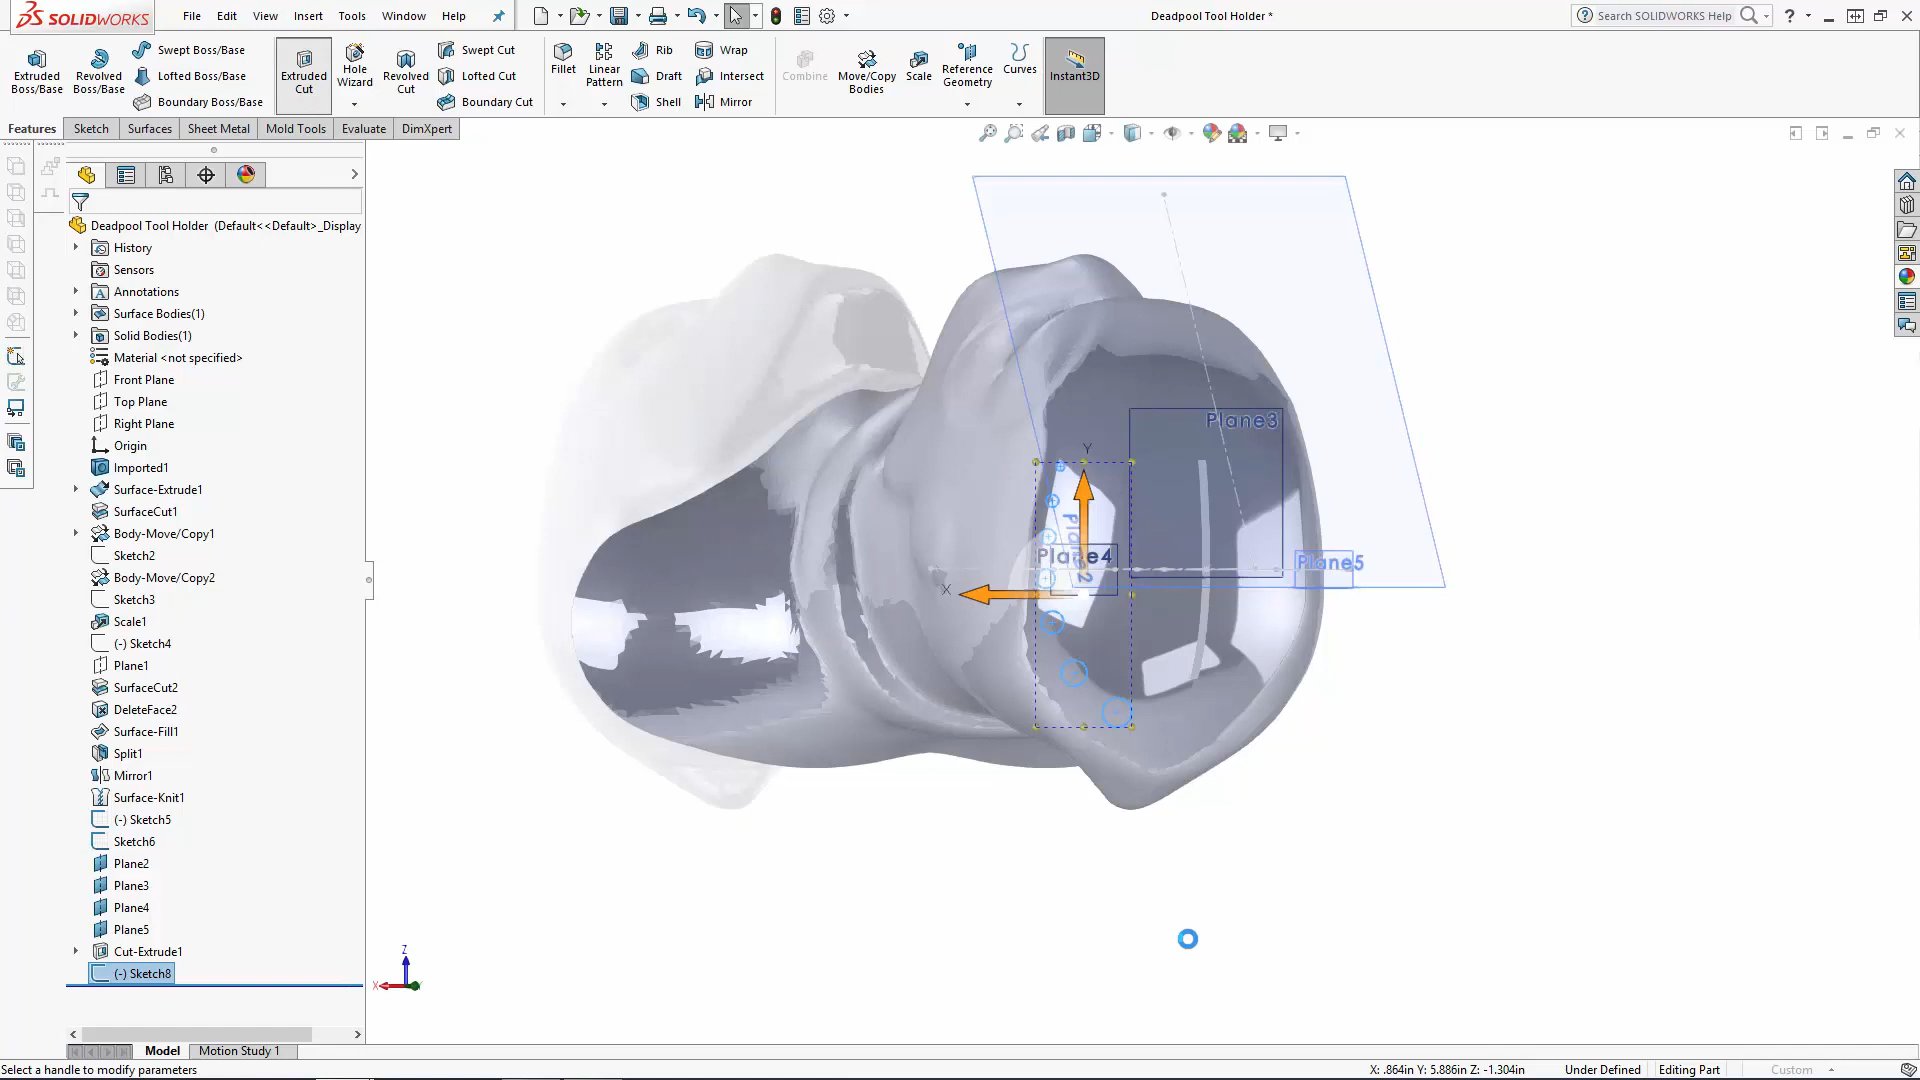 SOLIDWORKS
File Edit View Insert Tools Window Help
Deadpool Tool Holder *
Search SOLIDWORKS Help
Extruded Boss/Base
Revolved Boss/Base
Swept Boss/Base
Lofted Boss/Base
Boundary Boss/Base
Extruded Cut
Hole Wizard
Revolved Cut
Swept Cut
Lofted Cut
Boundary Cut
Fillet
Linear Pattern
Rib
Draft
Shell
Wrap
Intersect
Mirror
Combine
Move/Copy Bodies
Scale
Reference Geometry
Curves
Instant3D
Features Sketch Surfaces Sheet Metal Mold Tools Evaluate DimXpert
Deadpool Tool Holder (Default<<Default>_Display
History
Sensors
Annotations
Surface Bodies(1)
Solid Bodies(1)
Material <not specified>
Front Plane
Top Plane
Right Plane
Origin
Imported1
Surface-Extrude1
SurfaceCut1
Body-Move/Copy1
Sketch2
Body-Move/Copy2
Sketch3
Scale1
(-) Sketch4
Plane1
SurfaceCut2
DeleteFace2
Surface-Fill1
Split1
Mirror1
Surface-Knit1
(-) Sketch5
Sketch6
Plane2
Plane3
Plane4
Plane5
Cut-Extrude1
(-) Sketch8
Plane3
Y
Plane2
Plane4
Plane5
X
Z
X
Model Motion Study 1
Select a handle to modify parameters
X: .864in Y: 5.886in Z: -1.304in
Under Defined
Editing Part
Custom